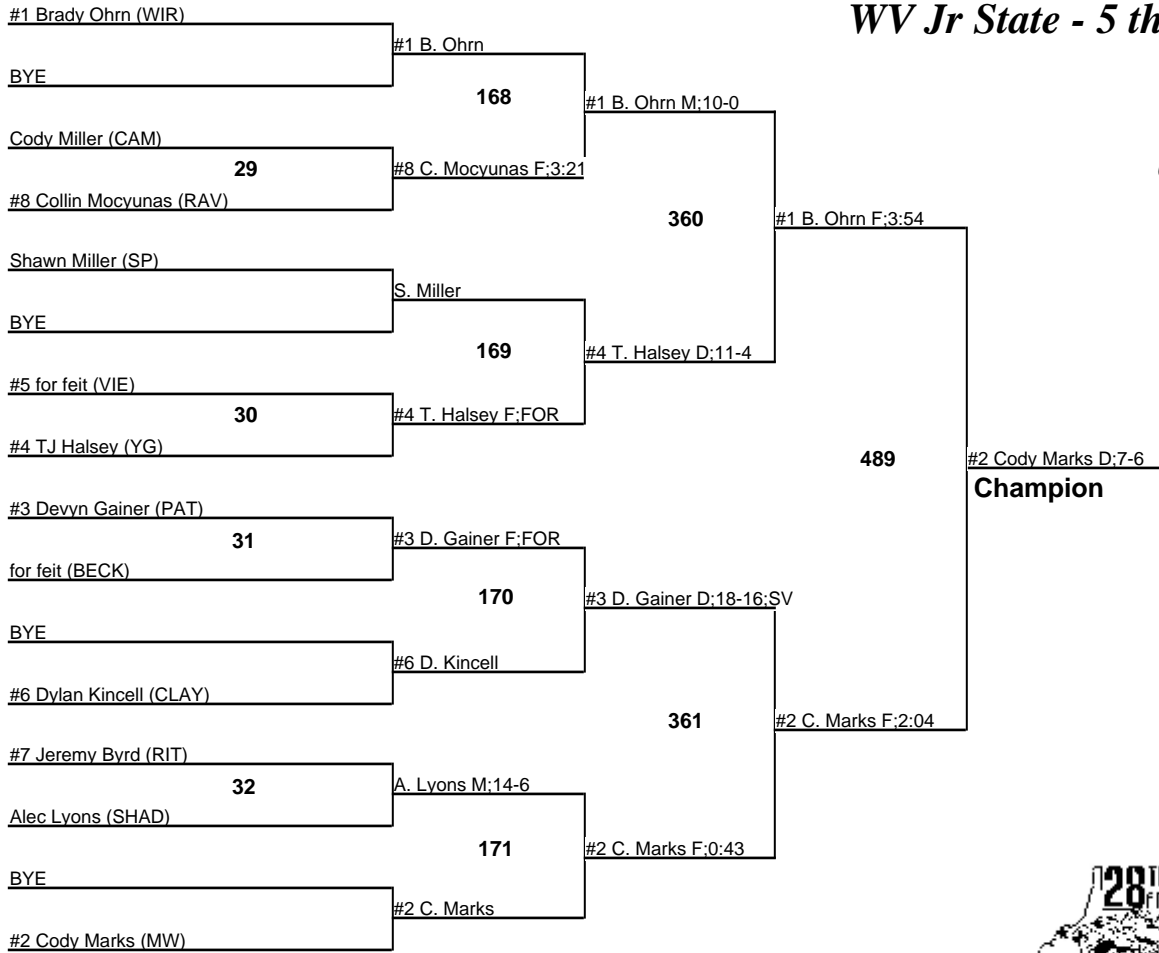 WV Jr State - 5 th
#1 Brady Ohrn (WIR)
#1 B. Ohrn
BYE
168
#1 B. Ohrn M;10-0
Cody Miller (CAM)
29
#8 C. Mocyunas F;3:21
#8 Collin Mocyunas (RAV)
360
#1 B. Ohrn F;3:54
Shawn Miller (SP)
S. Miller
BYE
169
#4 T. Halsey D;11-4
#5 for feit (VIE)
30
#4 T. Halsey F;FOR
#4 TJ Halsey (YG)
489
#2 Cody Marks D;7-6
Champion
#3 Devyn Gainer (PAT)
31
#3 D. Gainer F;FOR
for feit (BECK)
170
#3 D. Gainer D;18-16;SV
BYE
#6 D. Kincell
#6 Dylan Kincell (CLAY)
361
#2 C. Marks F;2:04
#7 Jeremy Byrd (RIT)
32
A. Lyons M;14-6
Alec Lyons (SHAD)
171
#2 C. Marks F;0:43
BYE
#2 C. Marks
#2 Cody Marks (MW)
28